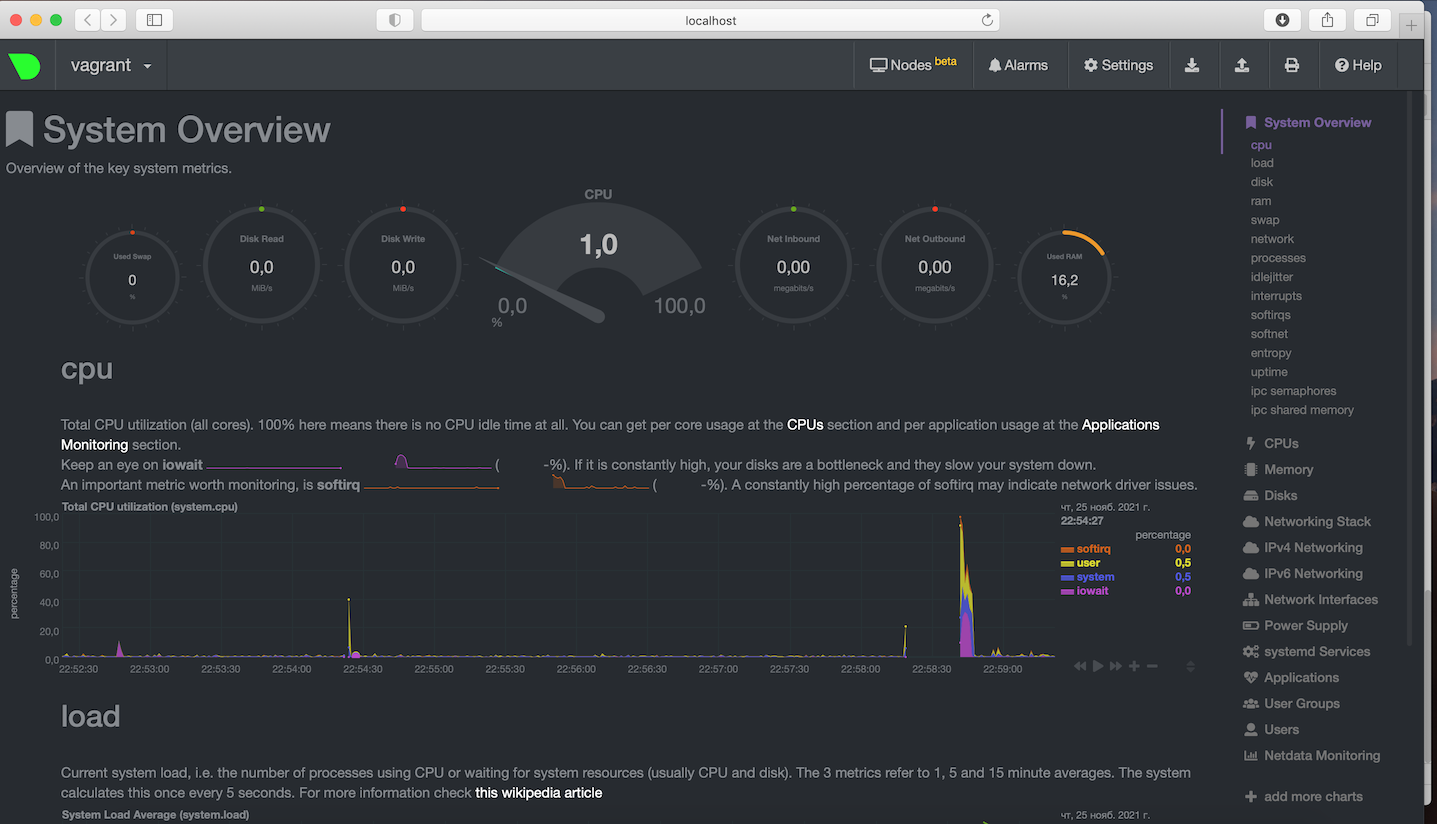 localhost
vagrant
Nodes beta
Alarms
Settings
Help
System Overview
Overview of the key system metrics.
Used Swap
0
%
Disk Read
0,0
MiB/s
Disk Write
0,0
MiB/s
CPU
1,0
0,0
100,0
%
Net Inbound
0,00
megabits/s
Net Outbound
0,00
megabits/s
Used RAM
16,2
%
cpu
Total CPU utilization (all cores). 100% here means there is no CPU idle time at all. You can get per core usage at the CPUs section and per application usage at the Applications
Monitoring section.
Keep an eye on iowait ( -%). If it is constantly high, your disks are a bottleneck and they slow your system down.
An important metric worth monitoring, is softirq ( -%). A constantly high percentage of softirq may indicate network driver issues.
Total CPU utilization (system.cpu)
percentage
100,0
80,0
60,0
40,0
20,0
0,0
22:52:30 22:53:00 22:53:30 22:54:00 22:54:30 22:55:00 22:55:30 22:56:00 22:56:30 22:57:00 22:57:30 22:58:00 22:58:30 22:59:00
чт, 25 нояб. 2021 г.
22:54:27
percentage
softirq 0,0
user 0,5
system 0,5
iowait 0,0
load
Current system load, i.e. the number of processes using CPU or waiting for system resources (usually CPU and disk). The 3 metrics refer to 1, 5 and 15 minute averages. The system
calculates this once every 5 seconds. For more information check this wikipedia article
System Load Average (system.load)
чт, 25 нояб. 2021 г.
System Overview
cpu
load
disk
ram
swap
network
processes
idlejitter
interrupts
softirqs
softnet
entropy
uptime
ipc semaphores
ipc shared memory
CPUs
Memory
Disks
Networking Stack
IPv4 Networking
IPv6 Networking
Network Interfaces
Power Supply
systemd Services
Applications
User Groups
Users
Netdata Monitoring
add more charts